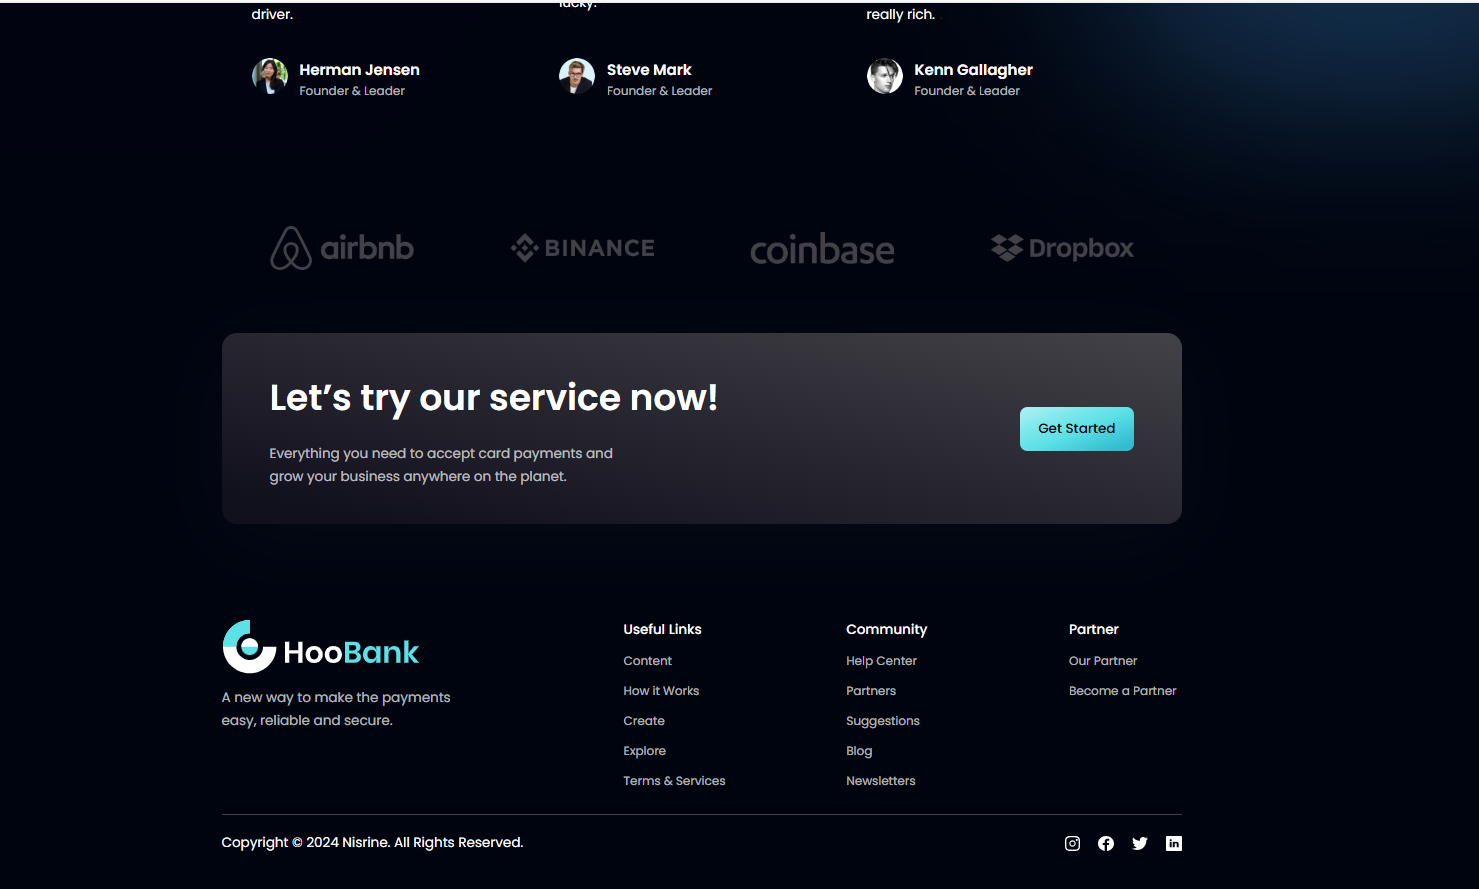 driver.
lucky.
really rich.
Herman Jensen
Founder & Leader
Steve Mark
Founder & Leader
Kenn Gallagher
Founder & Leader
airbnb
BINANCE
coinbase
Dropbox
Let’s try our service now!
Everything you need to accept card payments and
grow your business anywhere on the planet.
Get Started
HooBank
A new way to make the payments
easy, reliable and secure.
Useful Links
Content
How it Works
Create
Explore
Terms & Services
Community
Help Center
Partners
Suggestions
Blog
Newsletters
Partner
Our Partner
Become a Partner
Copyright © 2024 Nisrine. All Rights Reserved.
in